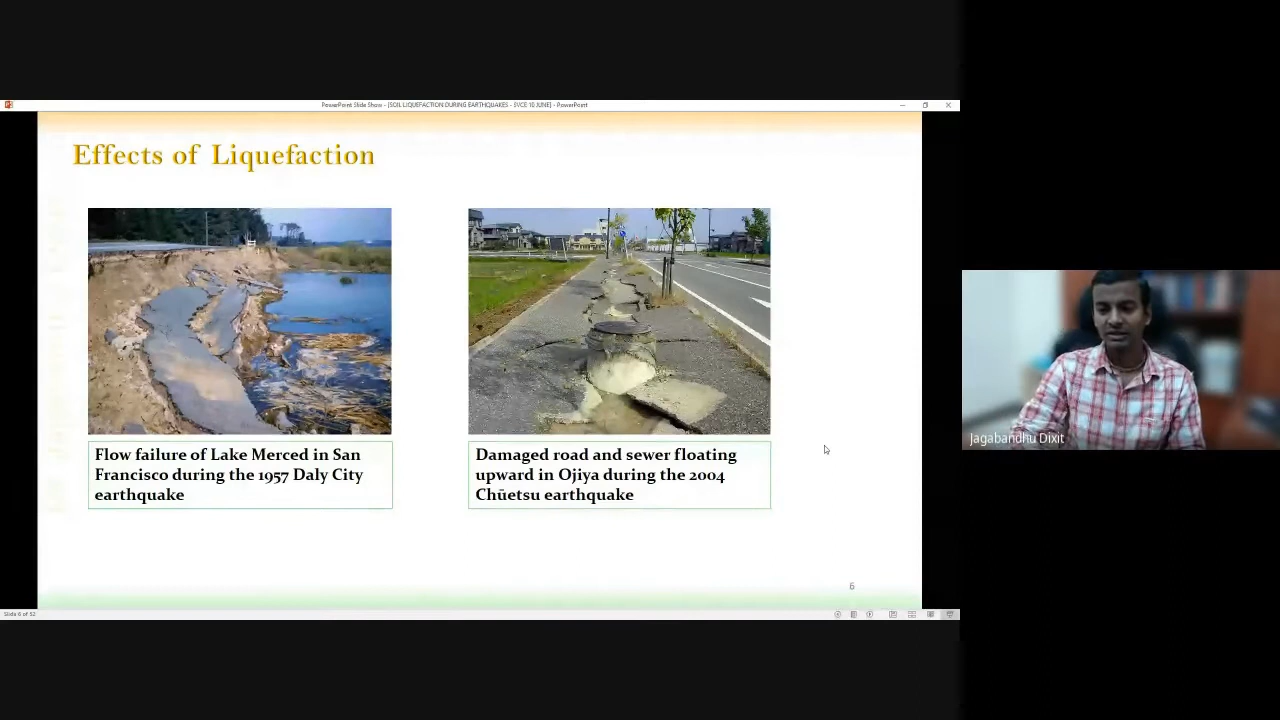 PowerPoint Slide Show - [SOIL LIQUEFACTION DURING EARTHQUAKES - SVCE 10 JUNE] - PowerPoint
Effects of Liquefaction
Flow failure of Lake Merced in San
Francisco during the 1957 Daly City
earthquake
Damaged road and sewer floating
upward in Ojiya during the 2004
Chūetsu earthquake
6
Slide 6 of 52
Jagabandhu Dixit